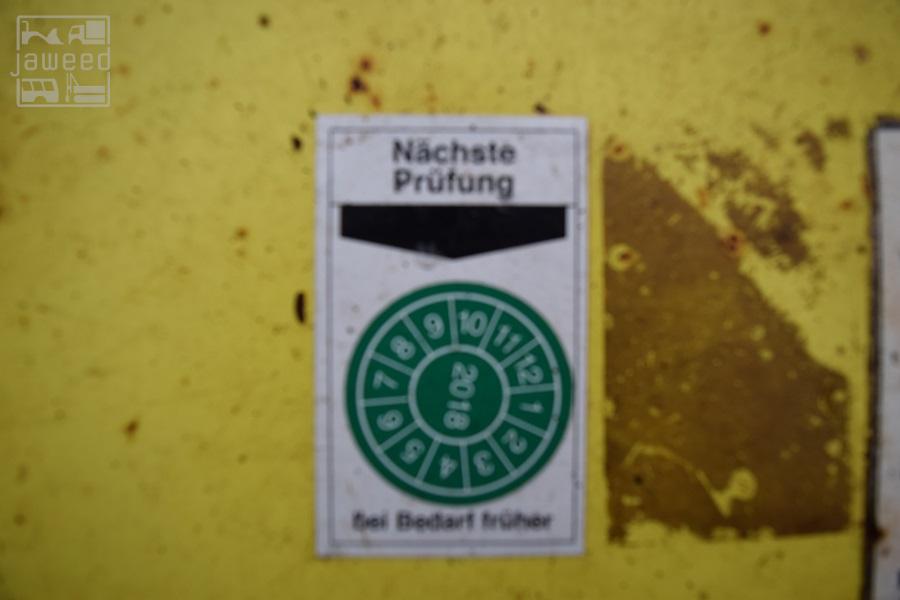 jaweed
Nächste
Prüfung
9 10 11 12 1 2 3 4 5 6 7 8
2018
Bei Bedarf früher